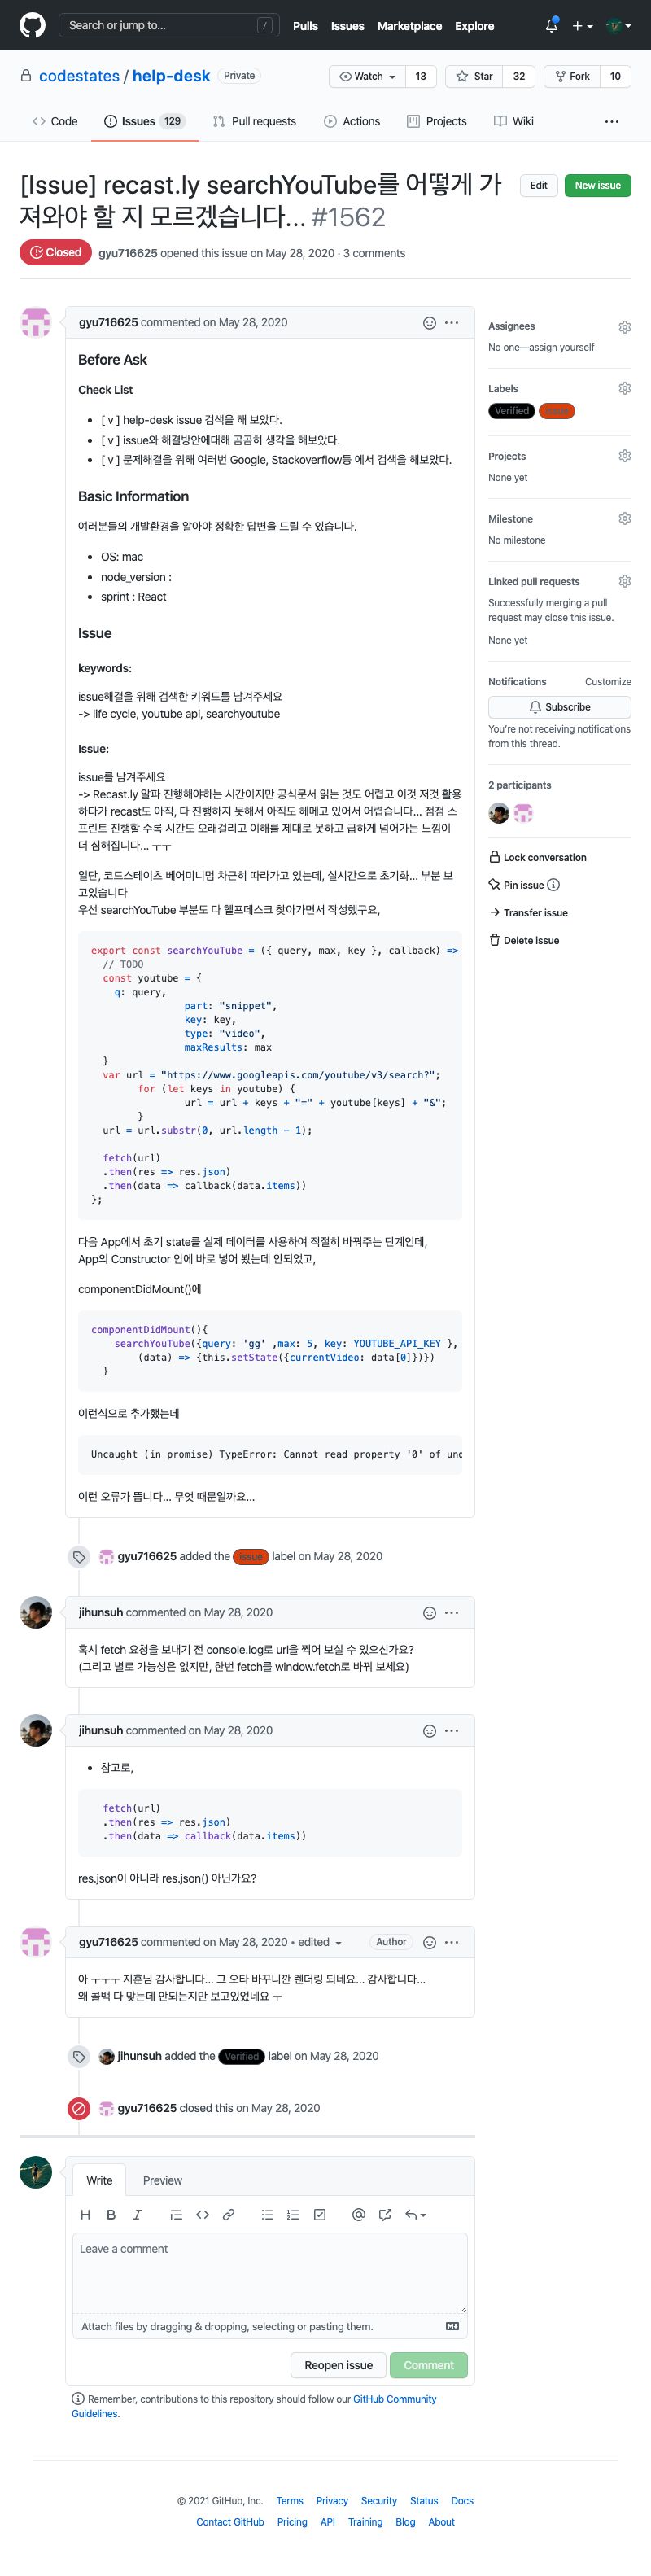 Search or jump to... /
Pulls Issues Marketplace Explore
codestates / help-desk Private
Watch 13 Star 32 Fork 10
Code Issues 129 Pull requests Actions Projects Wiki ...
[Issue] recast.ly searchYouTube를 어떻게 가
져와야 할 지 모르겠습니다... #1562
Edit New issue
Closed gyu716625 opened this issue on May 28, 2020 · 3 comments
gyu716625 commented on May 28, 2020
Before Ask
Check List
• [ v ] help-desk issue 검색을 해 보았다.
• [ v ] issue와 해결방안에대해 곰곰히 생각을 해보았다.
• [ v ] 문제해결을 위해 여러번 Google, Stackoverflow등 에서 검색을 해보았다.
Basic Information
여러분들의 개발환경을 알아야 정확한 답변을 드릴 수 있습니다.
• OS: mac
• node_version :
• sprint : React
Issue
keywords:
issue해결을 위해 검색한 키워드를 남겨주세요
-> life cycle, youtube api, searchyoutube
Issue:
issue를 남겨주세요
-> Recast.ly 알파 진행해야하는 시간이지만 공식문서 읽는 것도 어렵고 이것 저것 활용
하다가 recast도 아직, 다 진행하지 못해서 아직도 헤메고 있어서 어렵습니다... 점점 스
프린트 진행할 수록 시간도 오래걸리고 이해를 제대로 못하고 급하게 넘어가는 느낌이
더 심해집니다... ㅜㅜ
일단, 코드스테이츠 베어미니멈 차근히 따라가고 있는데, 실시간으로 초기화... 부분 보
고있습니다
우선 searchYouTube 부분도 다 헬프데스크 찾아가면서 작성했구요,
export const searchYouTube = ({ query, max, key }, callback) =>
// TODO
const youtube = {
q: query,
part: "snippet",
key: key,
type: "video",
maxResults: max
}
var url = "https://www.googleapis.com/youtube/v3/search?";
for (let keys in youtube) {
url = url + keys + "=" + youtube[keys] + "&";
}
url = url.substr(0, url.length - 1);
fetch(url)
.then(res => res.json)
.then(data => callback(data.items))
};
다음 App에서 초기 state를 실제 데이터를 사용하여 적절히 바꿔주는 단계인데,
App의 Constructor 안에 바로 넣어 봤는데 안되었고,
componentDidMount()에
componentDidMount(){
searchYouTube({query: 'gg' ,max: 5, key: YOUTUBE_API_KEY },
(data) => {this.setState({currentVideo: data[0]})})
}
이런식으로 추가했는데
Uncaught (in promise) TypeError: Cannot read property '0' of und
이런 오류가 뜹니다... 무엇 때문일까요...
gyu716625 added the issue label on May 28, 2020
jihunsuh commented on May 28, 2020
혹시 fetch 요청을 보내기 전 console.log로 url을 찍어 보실 수 있으신가요?
(그리고 별로 가능성은 없지만, 한번 fetch를 window.fetch로 바꿔 보세요)
jihunsuh commented on May 28, 2020
• 참고로,
fetch(url)
.then(res => res.json)
.then(data => callback(data.items))
res.json이 아니라 res.json() 아닌가요?
gyu716625 commented on May 28, 2020 • edited Author
아 ㅜㅜㅜ 지훈님 감사합니다... 그 오타 바꾸니깐 렌더링 되네요... 감사합니다...
왜 콜백 다 맞는데 안되는지만 보고있었네요 ㅜ
jihunsuh added the Verified label on May 28, 2020
gyu716625 closed this on May 28, 2020
Write Preview
Leave a comment
Attach files by dragging & dropping, selecting or pasting them.
Reopen issue Comment
Remember, contributions to this repository should follow our GitHub Community
Guidelines.
Assignees
No one—assign yourself
Labels
Verified issue
Projects
None yet
Milestone
No milestone
Linked pull requests
Successfully merging a pull
request may close this issue.
None yet
Notifications Customize
Subscribe
You're not receiving notifications
from this thread.
2 participants
Lock conversation
Pin issue
Transfer issue
Delete issue
© 2021 GitHub, Inc. Terms Privacy Security Status Docs
Contact GitHub Pricing API Training Blog About